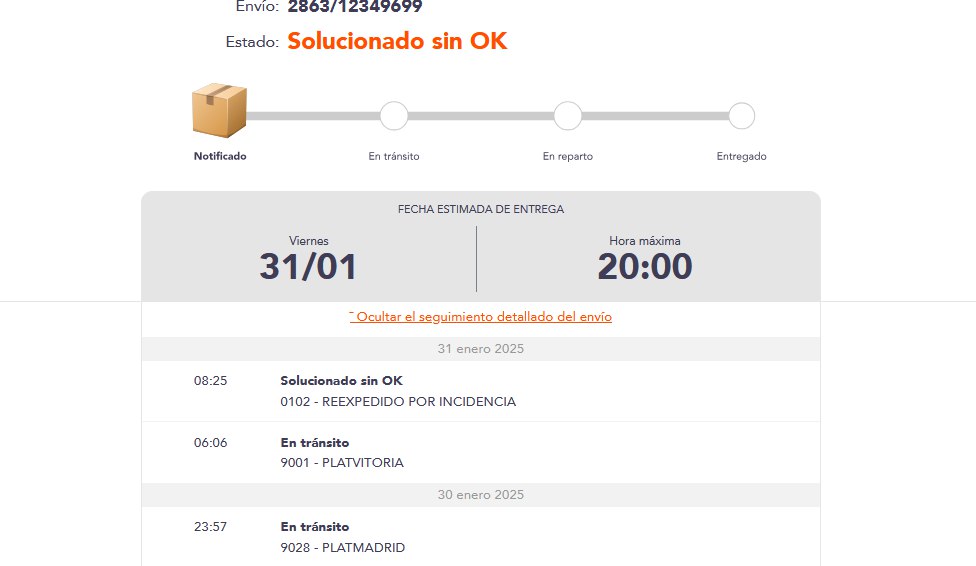 Envío: 2863/12349699
Estado: Solucionado sin OK
Notificado En tránsito En reparto Entregado
FECHA ESTIMADA DE ENTREGA
Viernes Hora máxima
31/01 20:00
ˉ Ocultar el seguimiento detallado del envío
31 enero 2025
08:25 Solucionado sin OK
0102 - REEXPEDIDO POR INCIDENCIA
06:06 En tránsito
9001 - PLATVITORIA
30 enero 2025
23:57 En tránsito
9028 - PLATMADRID